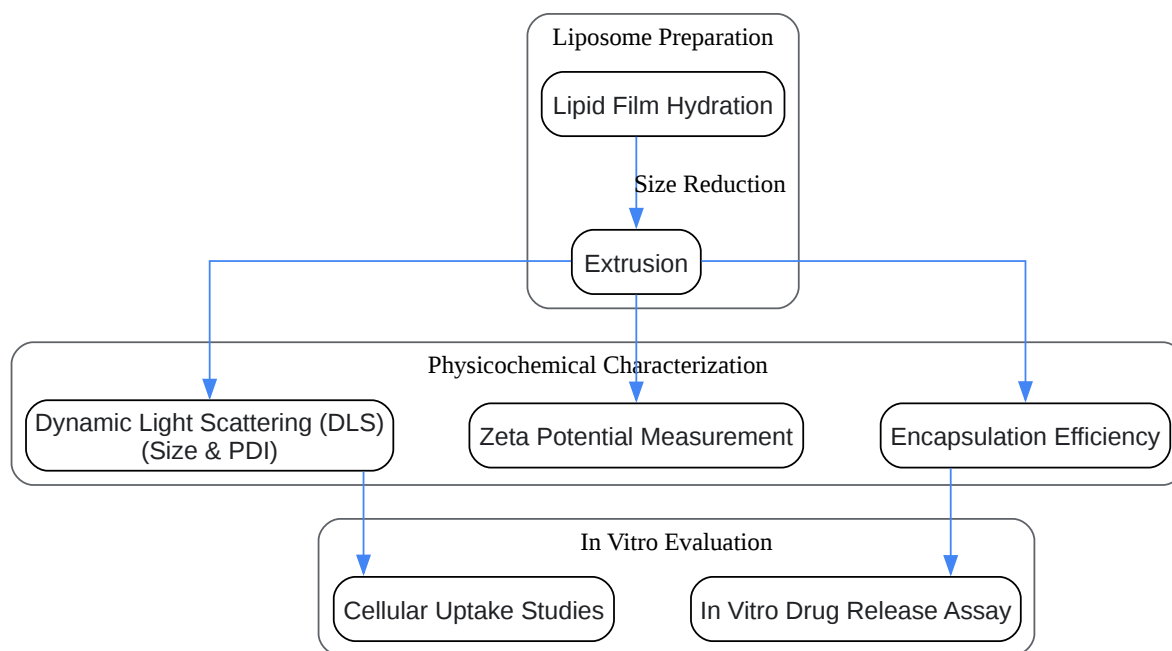 Liposome Preparation
Lipid Film Hydration
Size Reduction
Extrusion
Physicochemical Characterization
Dynamic Light Scattering (DLS)
(Size & PDI)
Zeta Potential Measurement
Encapsulation Efficiency
In Vitro Evaluation
Cellular Uptake Studies
In Vitro Drug Release Assay